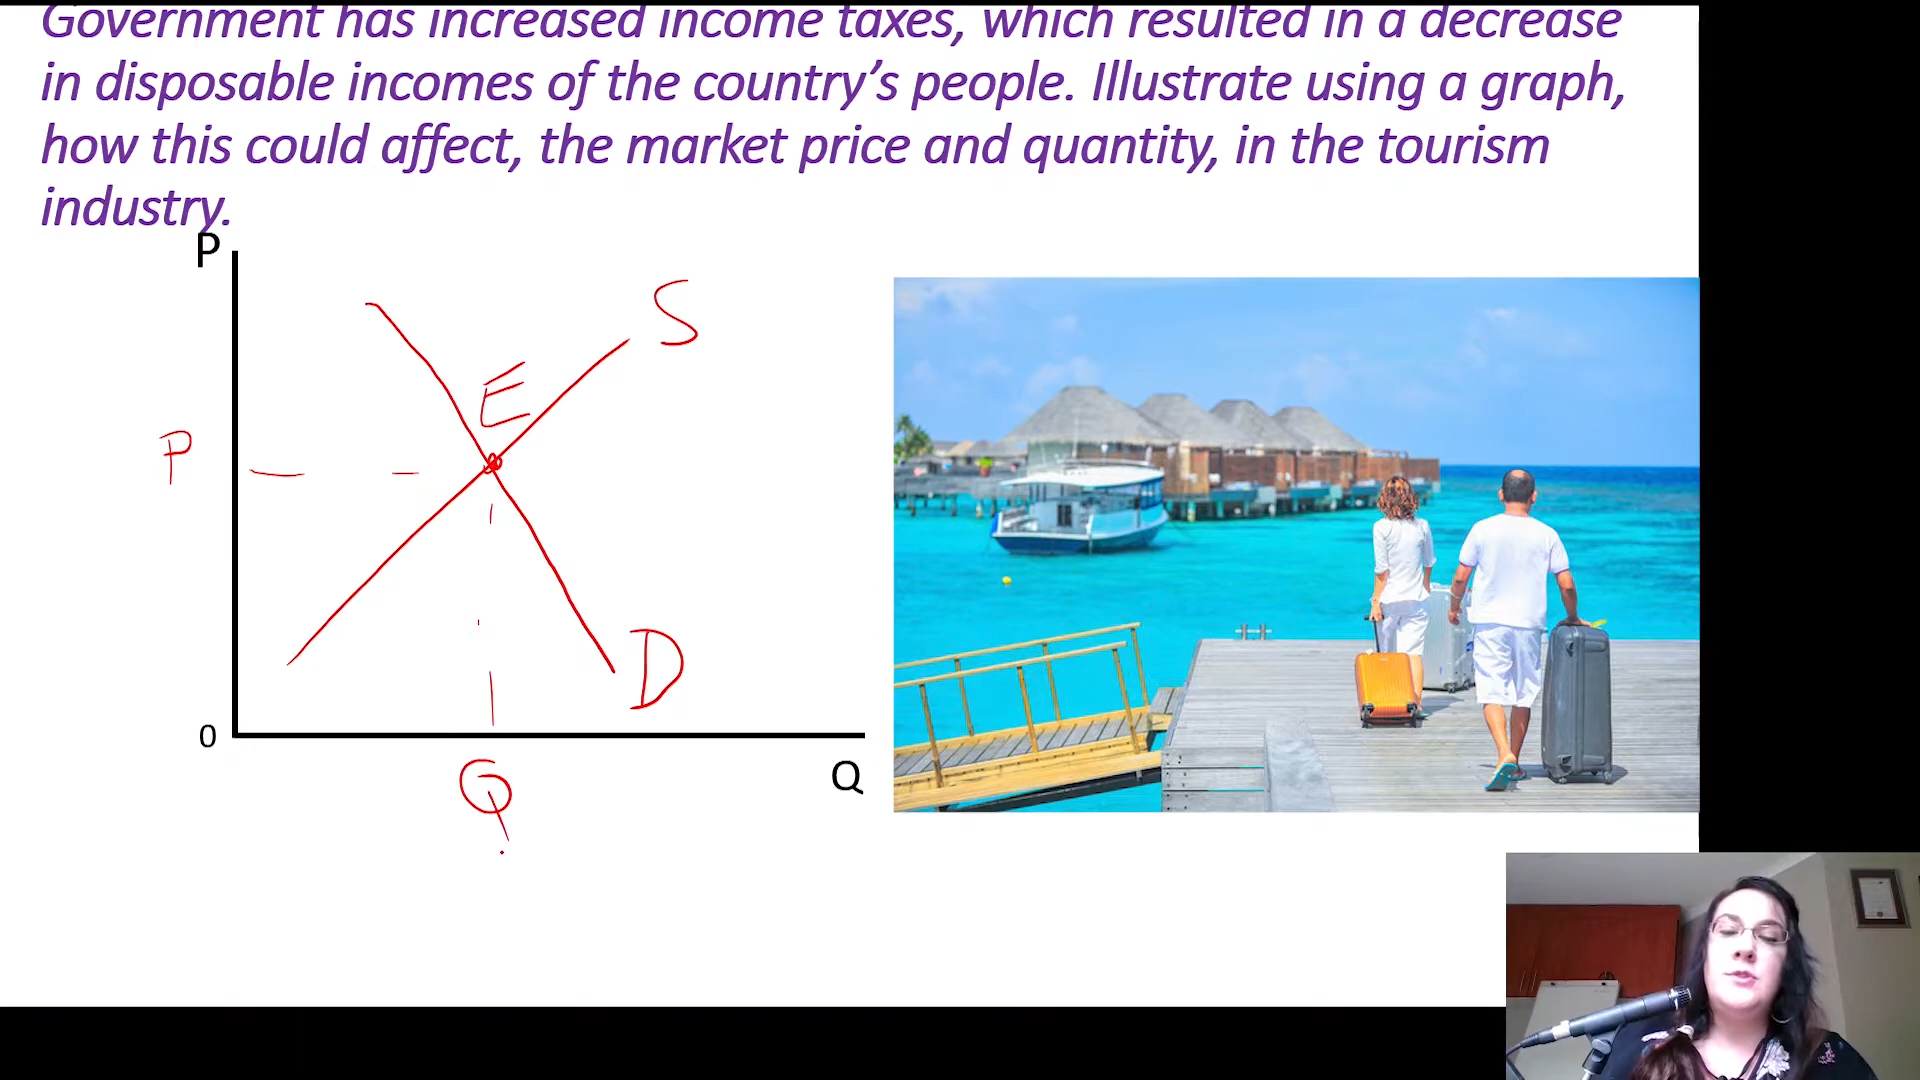 Government has increased income taxes, which resulted in a decrease
in disposable incomes of the country's people. Illustrate using a graph,
how this could affect, the market price and quantity, in the tourism
industry.
P
S
E
P
D
0
Q
Q